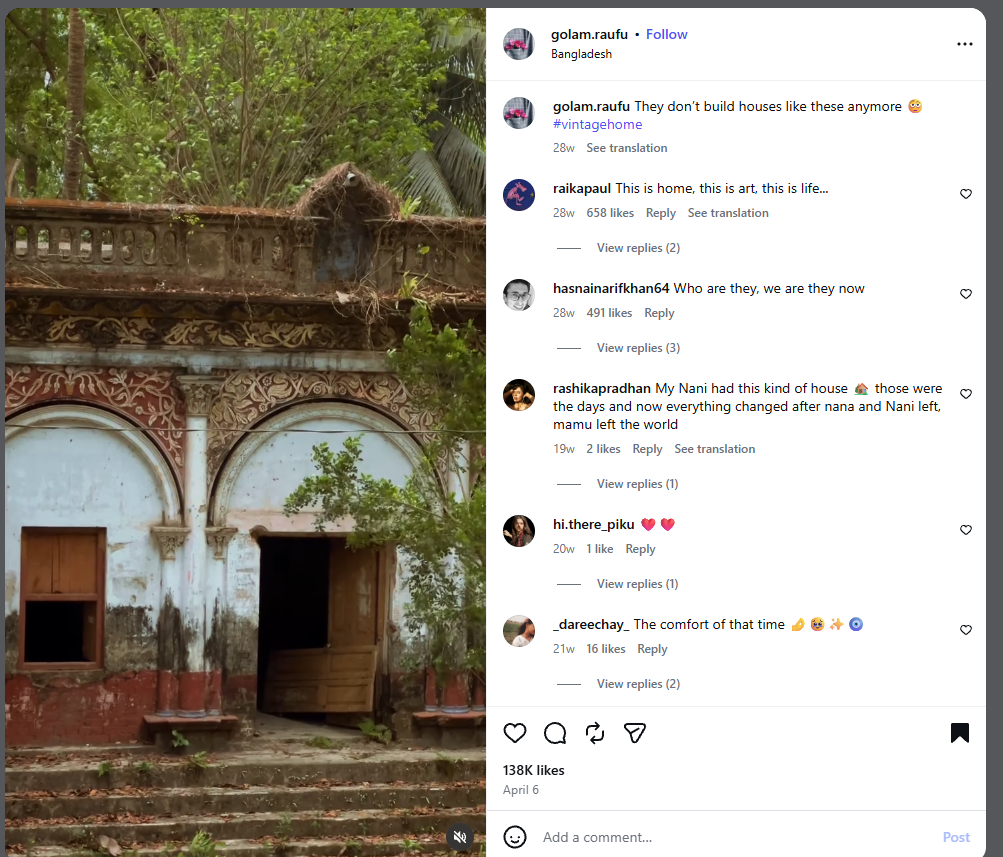 golam.raufu • Follow
Bangladesh
golam.raufu They don’t build houses like these anymore 🥹
#vintagehome
28w See translation
raikapaul This is home, this is art, this is life...
28w 658 likes Reply See translation
View replies (2)
hasnainarifkhan64 Who are they, we are they now
28w 491 likes Reply
View replies (3)
rashikapradhan My Nani had this kind of house 🏚️ those were
the days and now everything changed after nana and Nani left,
mamu left the world
19w 2 likes Reply See translation
View replies (1)
hi.there_piku ❤️ ❤️
20w 1 like Reply
View replies (1)
_dareechay_ The comfort of that time 🤌 🥹 ✨ 🧿
21w 16 likes Reply
View replies (2)
138K likes
April 6
Add a comment... Post